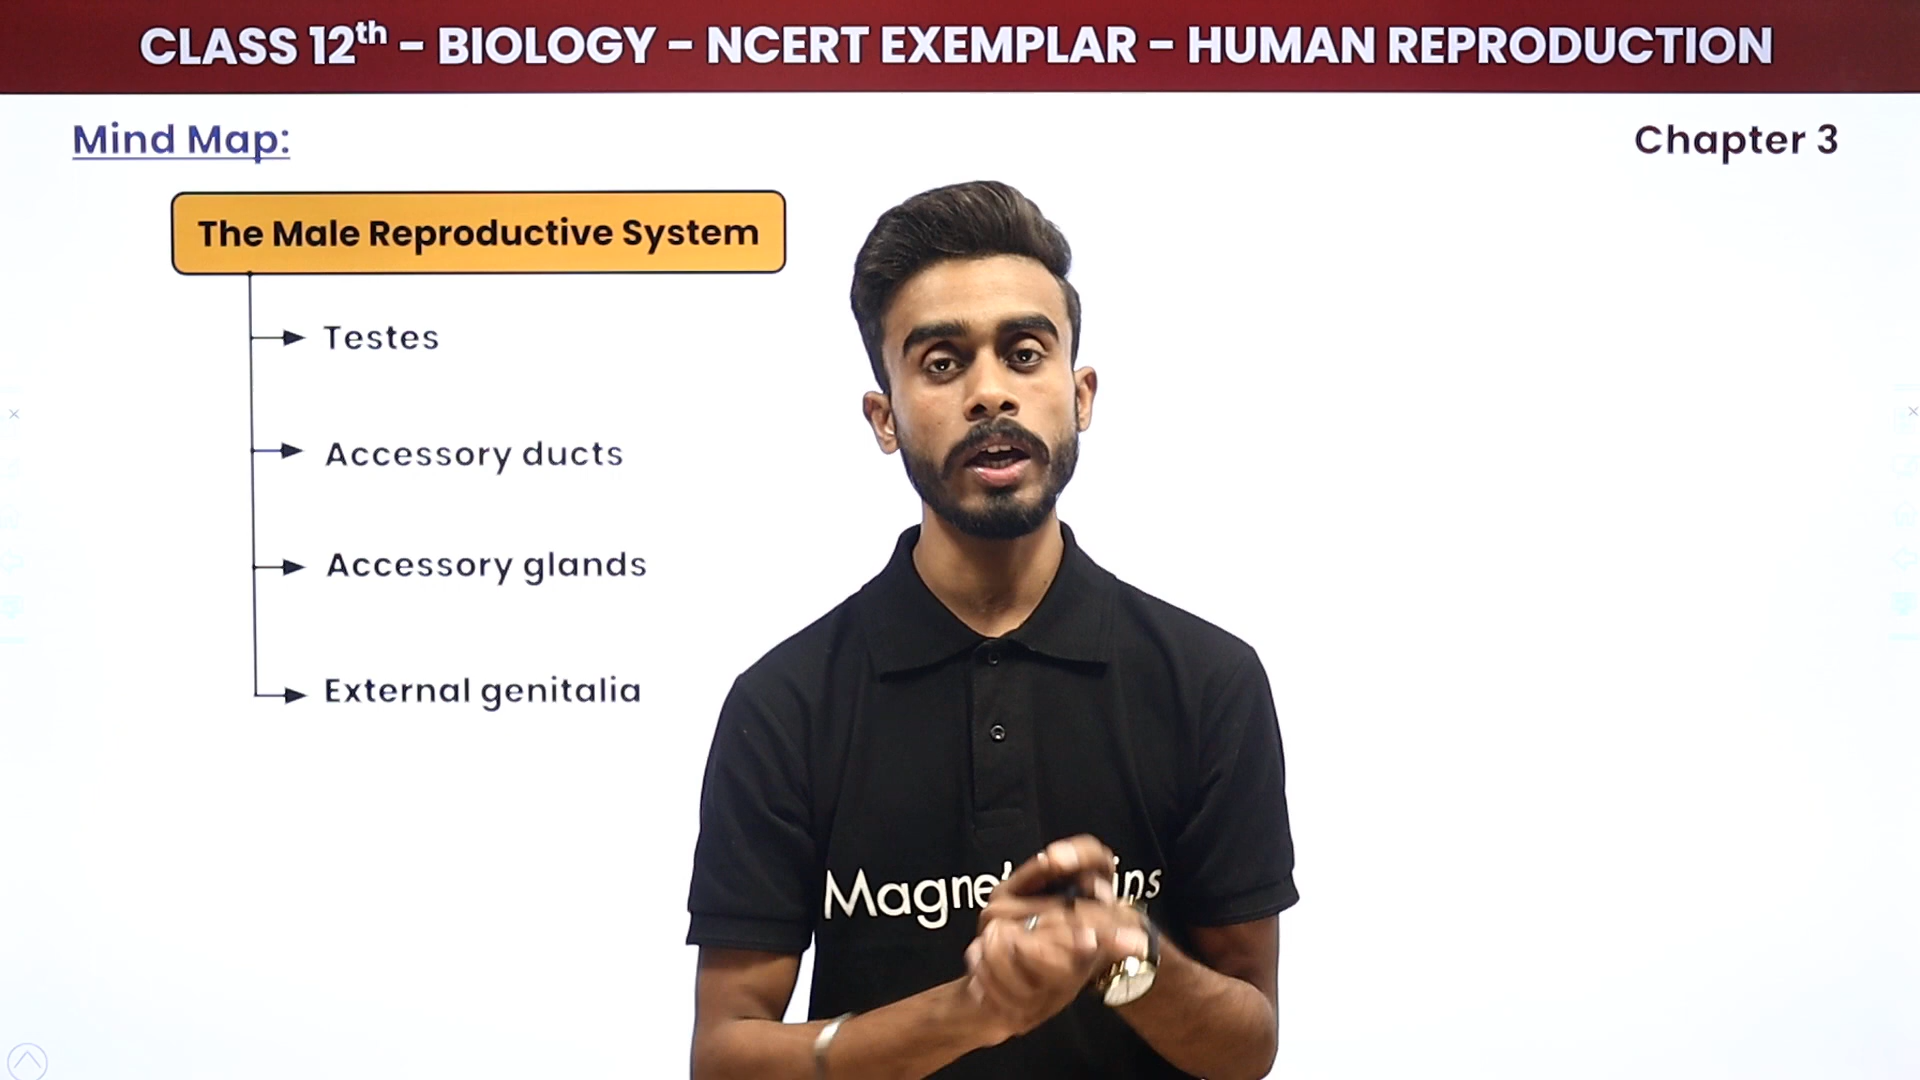 CLASS 12th - BIOLOGY - NCERT EXEMPLAR - HUMAN REPRODUCTION
Mind Map:
Chapter 3
The Male Reproductive System
Testes
Accessory ducts
Accessory glands
External genitalia